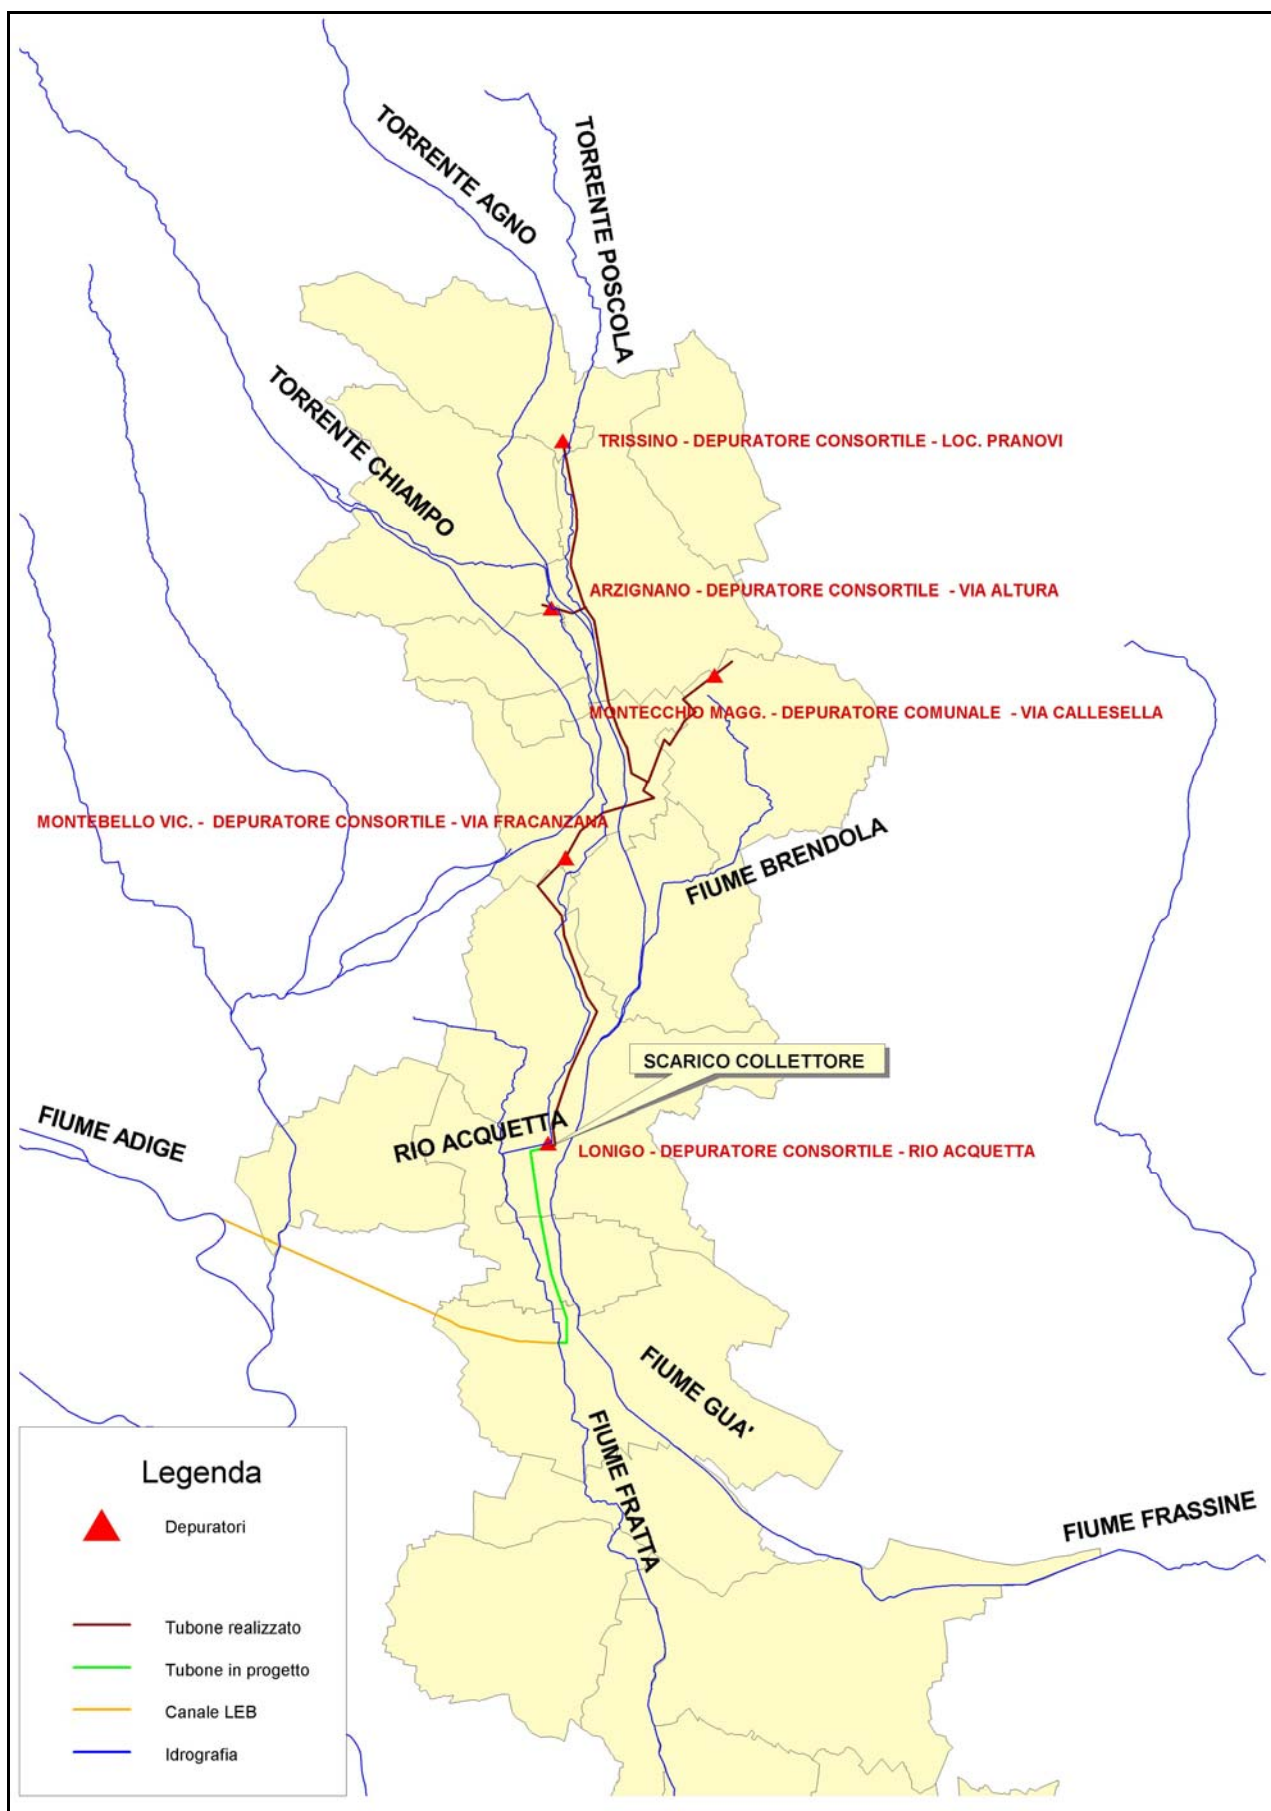 TORRENTE AGNO
TORRENTE POSCOLA
TORRENTE CHIAMPO
TRISSINO - DEPURATORE CONSORTILE - LOC. PRANOVI
ARZIGNANO - DEPURATORE CONSORTILE - VIA ALTURA
MONTECCHIO MAGG. - DEPURATORE COMUNALE - VIA CALLESELLA
MONTEBELLO VIC. - DEPURATORE CONSORTILE - VIA FRACANZANA
FIUME BRENDOLA
SCARICO COLLETTORE
FIUME ADIGE
RIO ACQUETTA
LONIGO - DEPURATORE CONSORTILE - RIO ACQUETTA
FIUME GUA'
FIUME FRATTA
FIUME FRASSINE
Legenda
Depuratori
Tubone realizzato
Tubone in progetto
Canale LEB
Idrografia